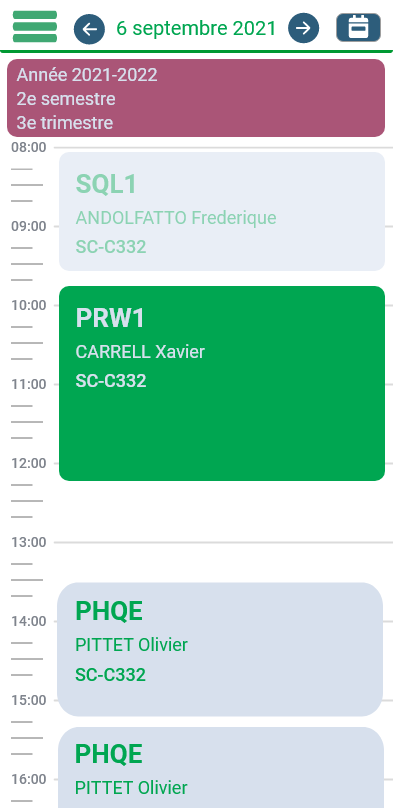 6 septembre 2021
Année 2021-2022
2e semestre
3e trimestre
08:00
SQL1
ANDOLFATTO Frederique
09:00
SC-C332
10:00
PRW1
CARRELL Xavier
SC-C332
11:00
12:00
13:00
PHQE
14:00
PITTET Olivier
SC-C332
15:00
PHQE
16:00
PITTET Olivier